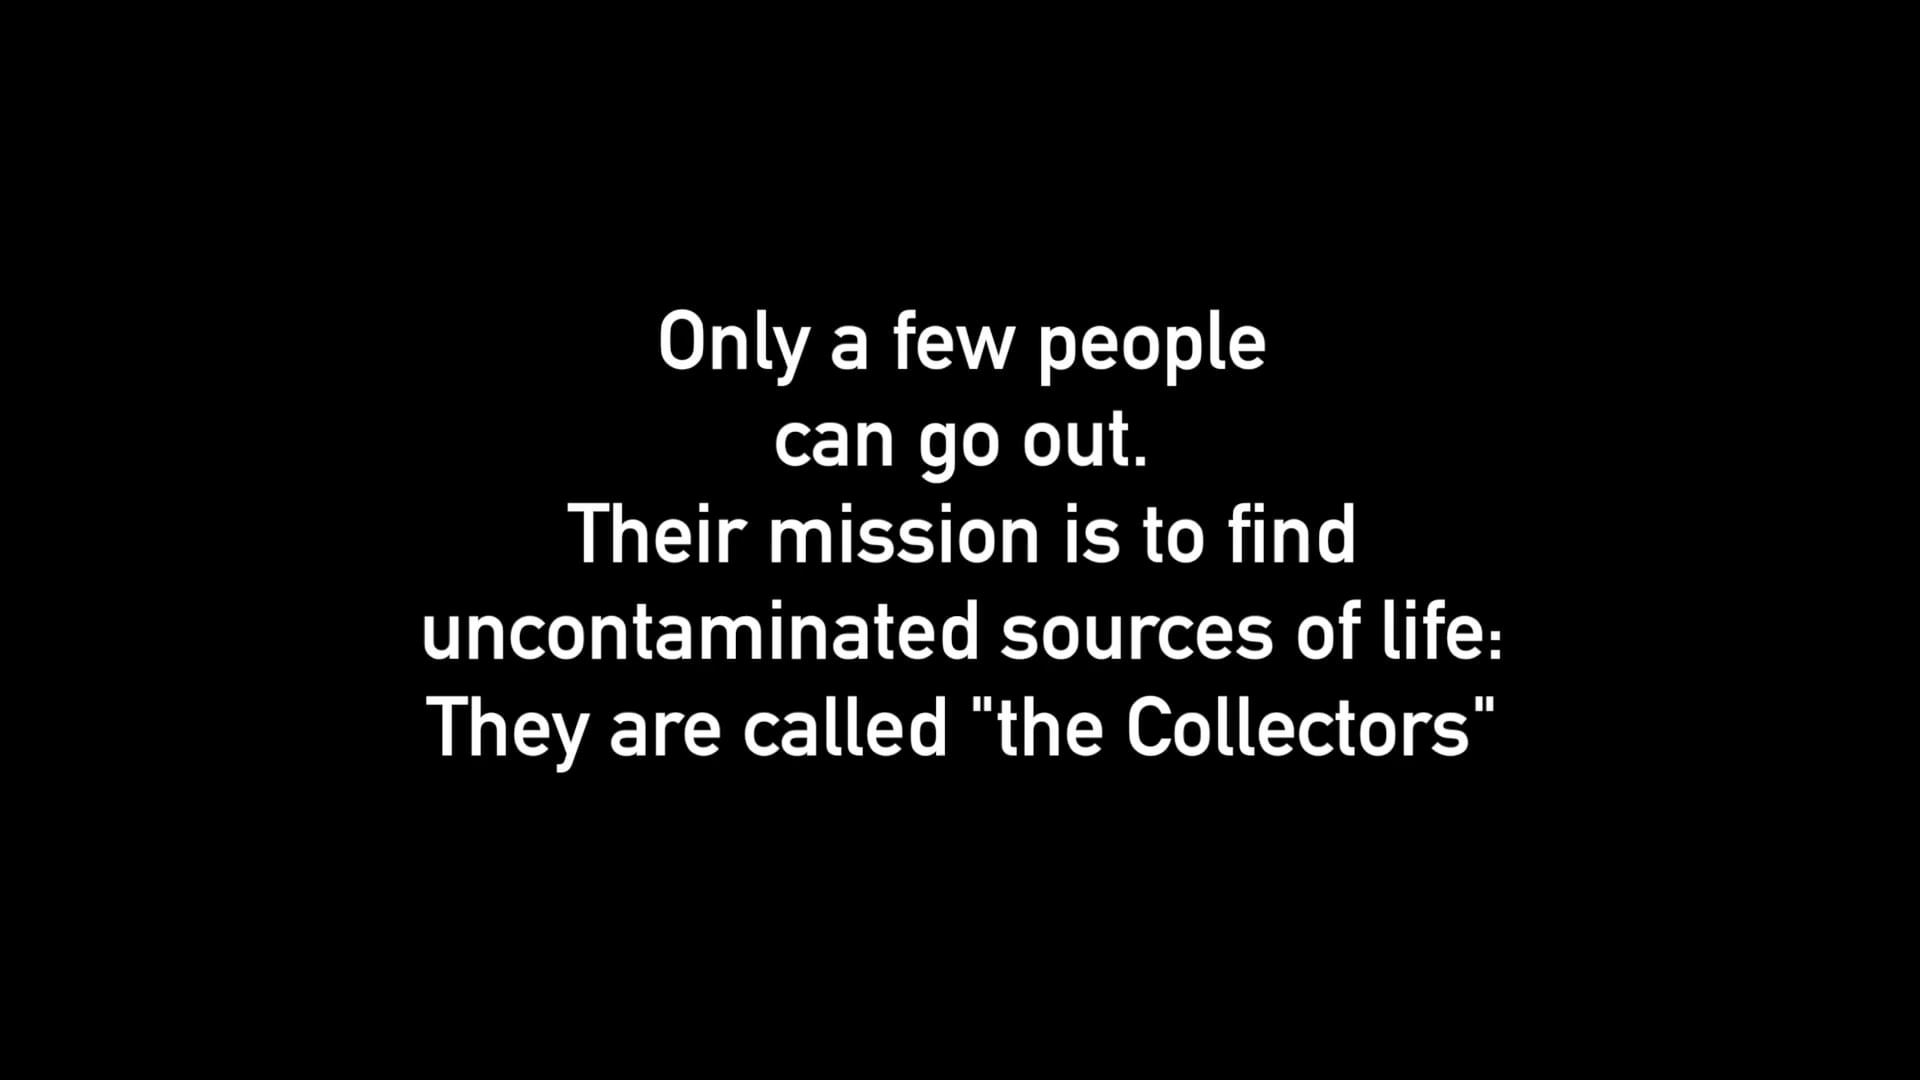 Only a few people
can go out.
Their mission is to find
uncontaminated sources of life:
They are called "the Collectors"